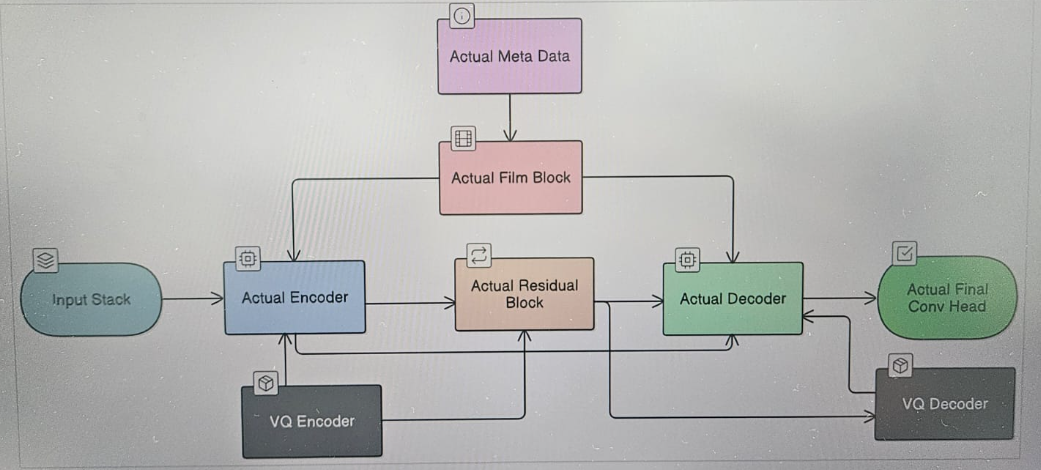 Actual Meta Data
Actual Film Block
Input Stack
Actual Encoder
Actual Residual
Block
Actual Decoder
Actual Final
Conv Head
VQ Encoder
VQ Decoder